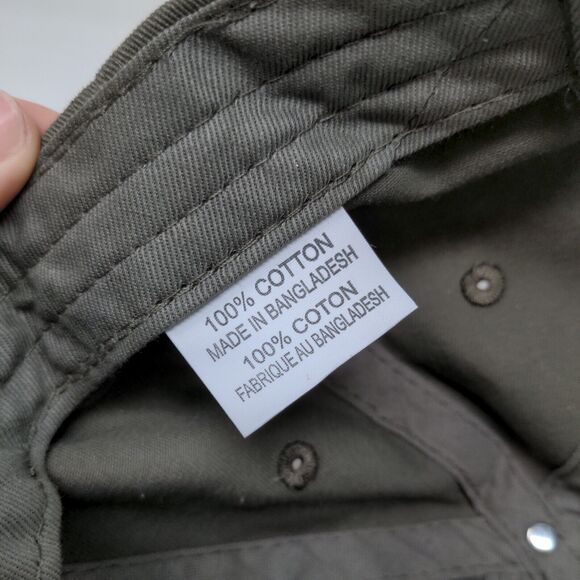 100% COTTON
MADE IN BANGLADESH
100% COTON
FABRIQUE AU BANGLADESH